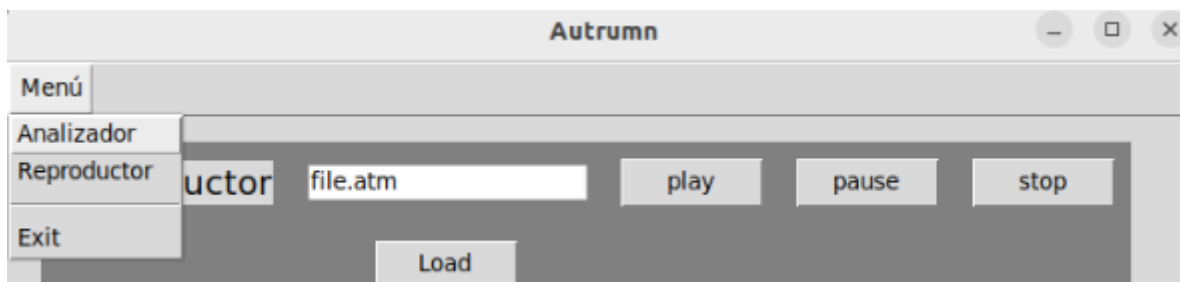 Autrumn
Menú
Analizador
Reproductor
uctor file.atm play pause stop
Exit
Load